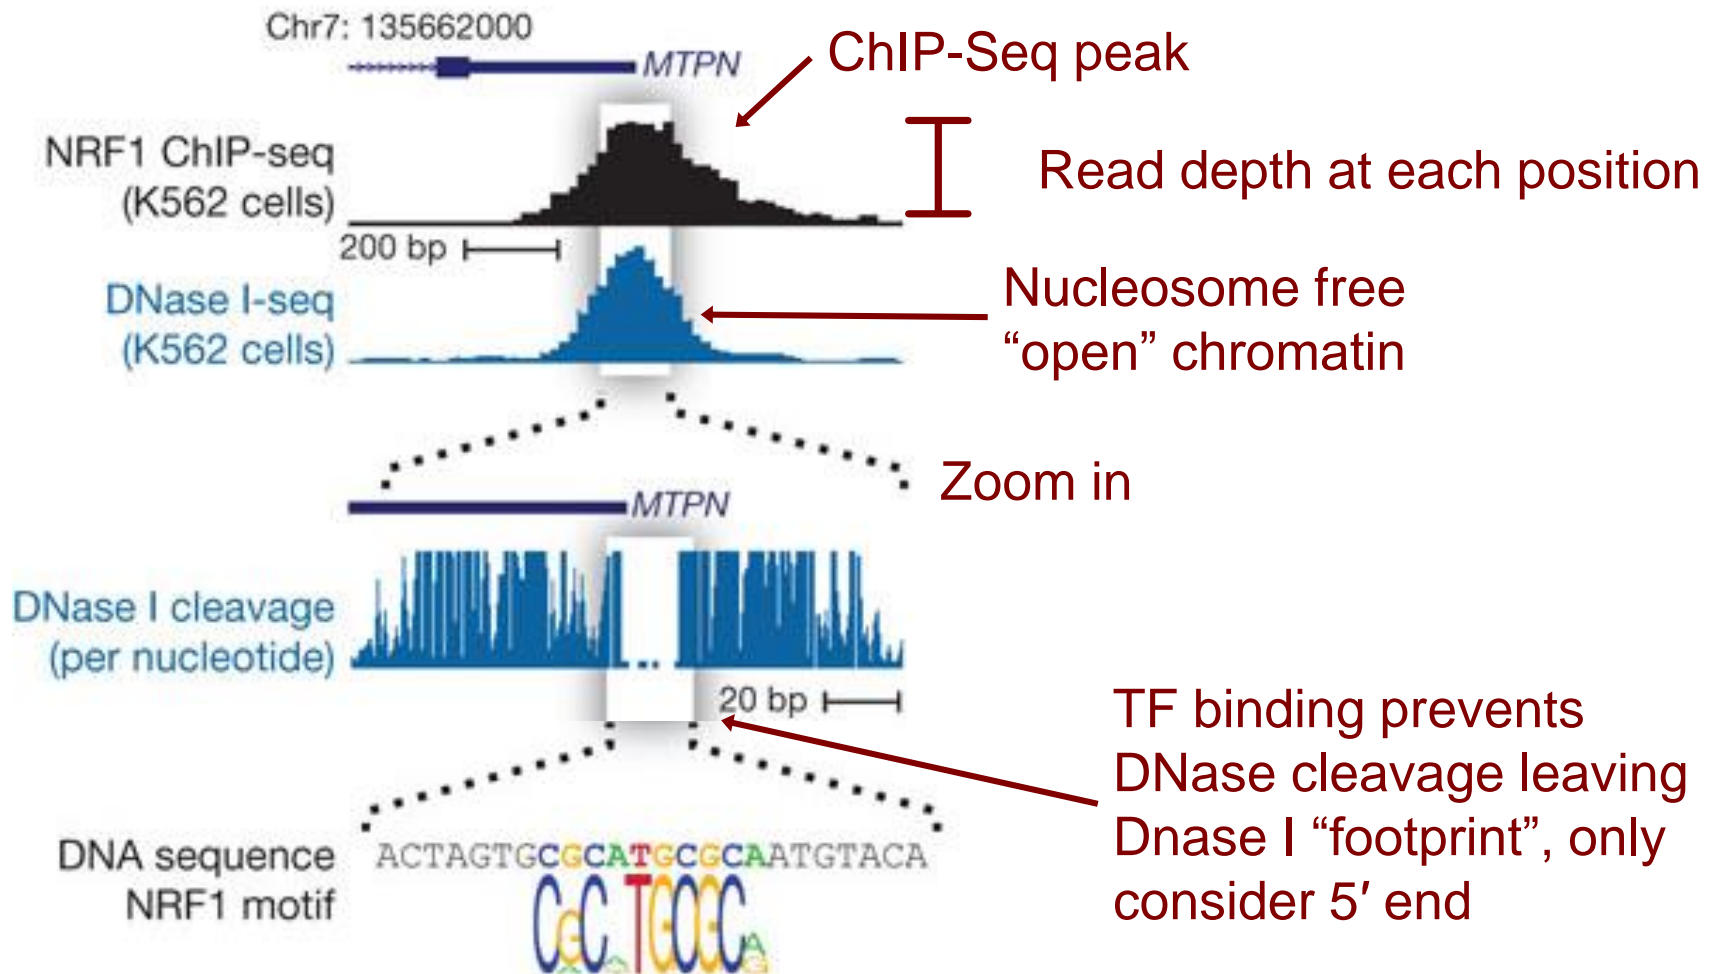 Chr7: 135662000
MTPN
ChIP-Seq peak
NRF1 ChIP-seq
(K562 cells)
Read depth at each position
200 bp
DNase I-seq
(K562 cells)
Nucleosome free
“open” chromatin
Zoom in
MTPN
DNase I cleavage
(per nucleotide)
20 bp
TF binding prevents
DNase cleavage leaving
Dnase I “footprint”, only
consider 5′ end
DNA sequence
ACTAGTGCGCATGCGCAATGTACA
NRF1 motif
CGC TGCGCA